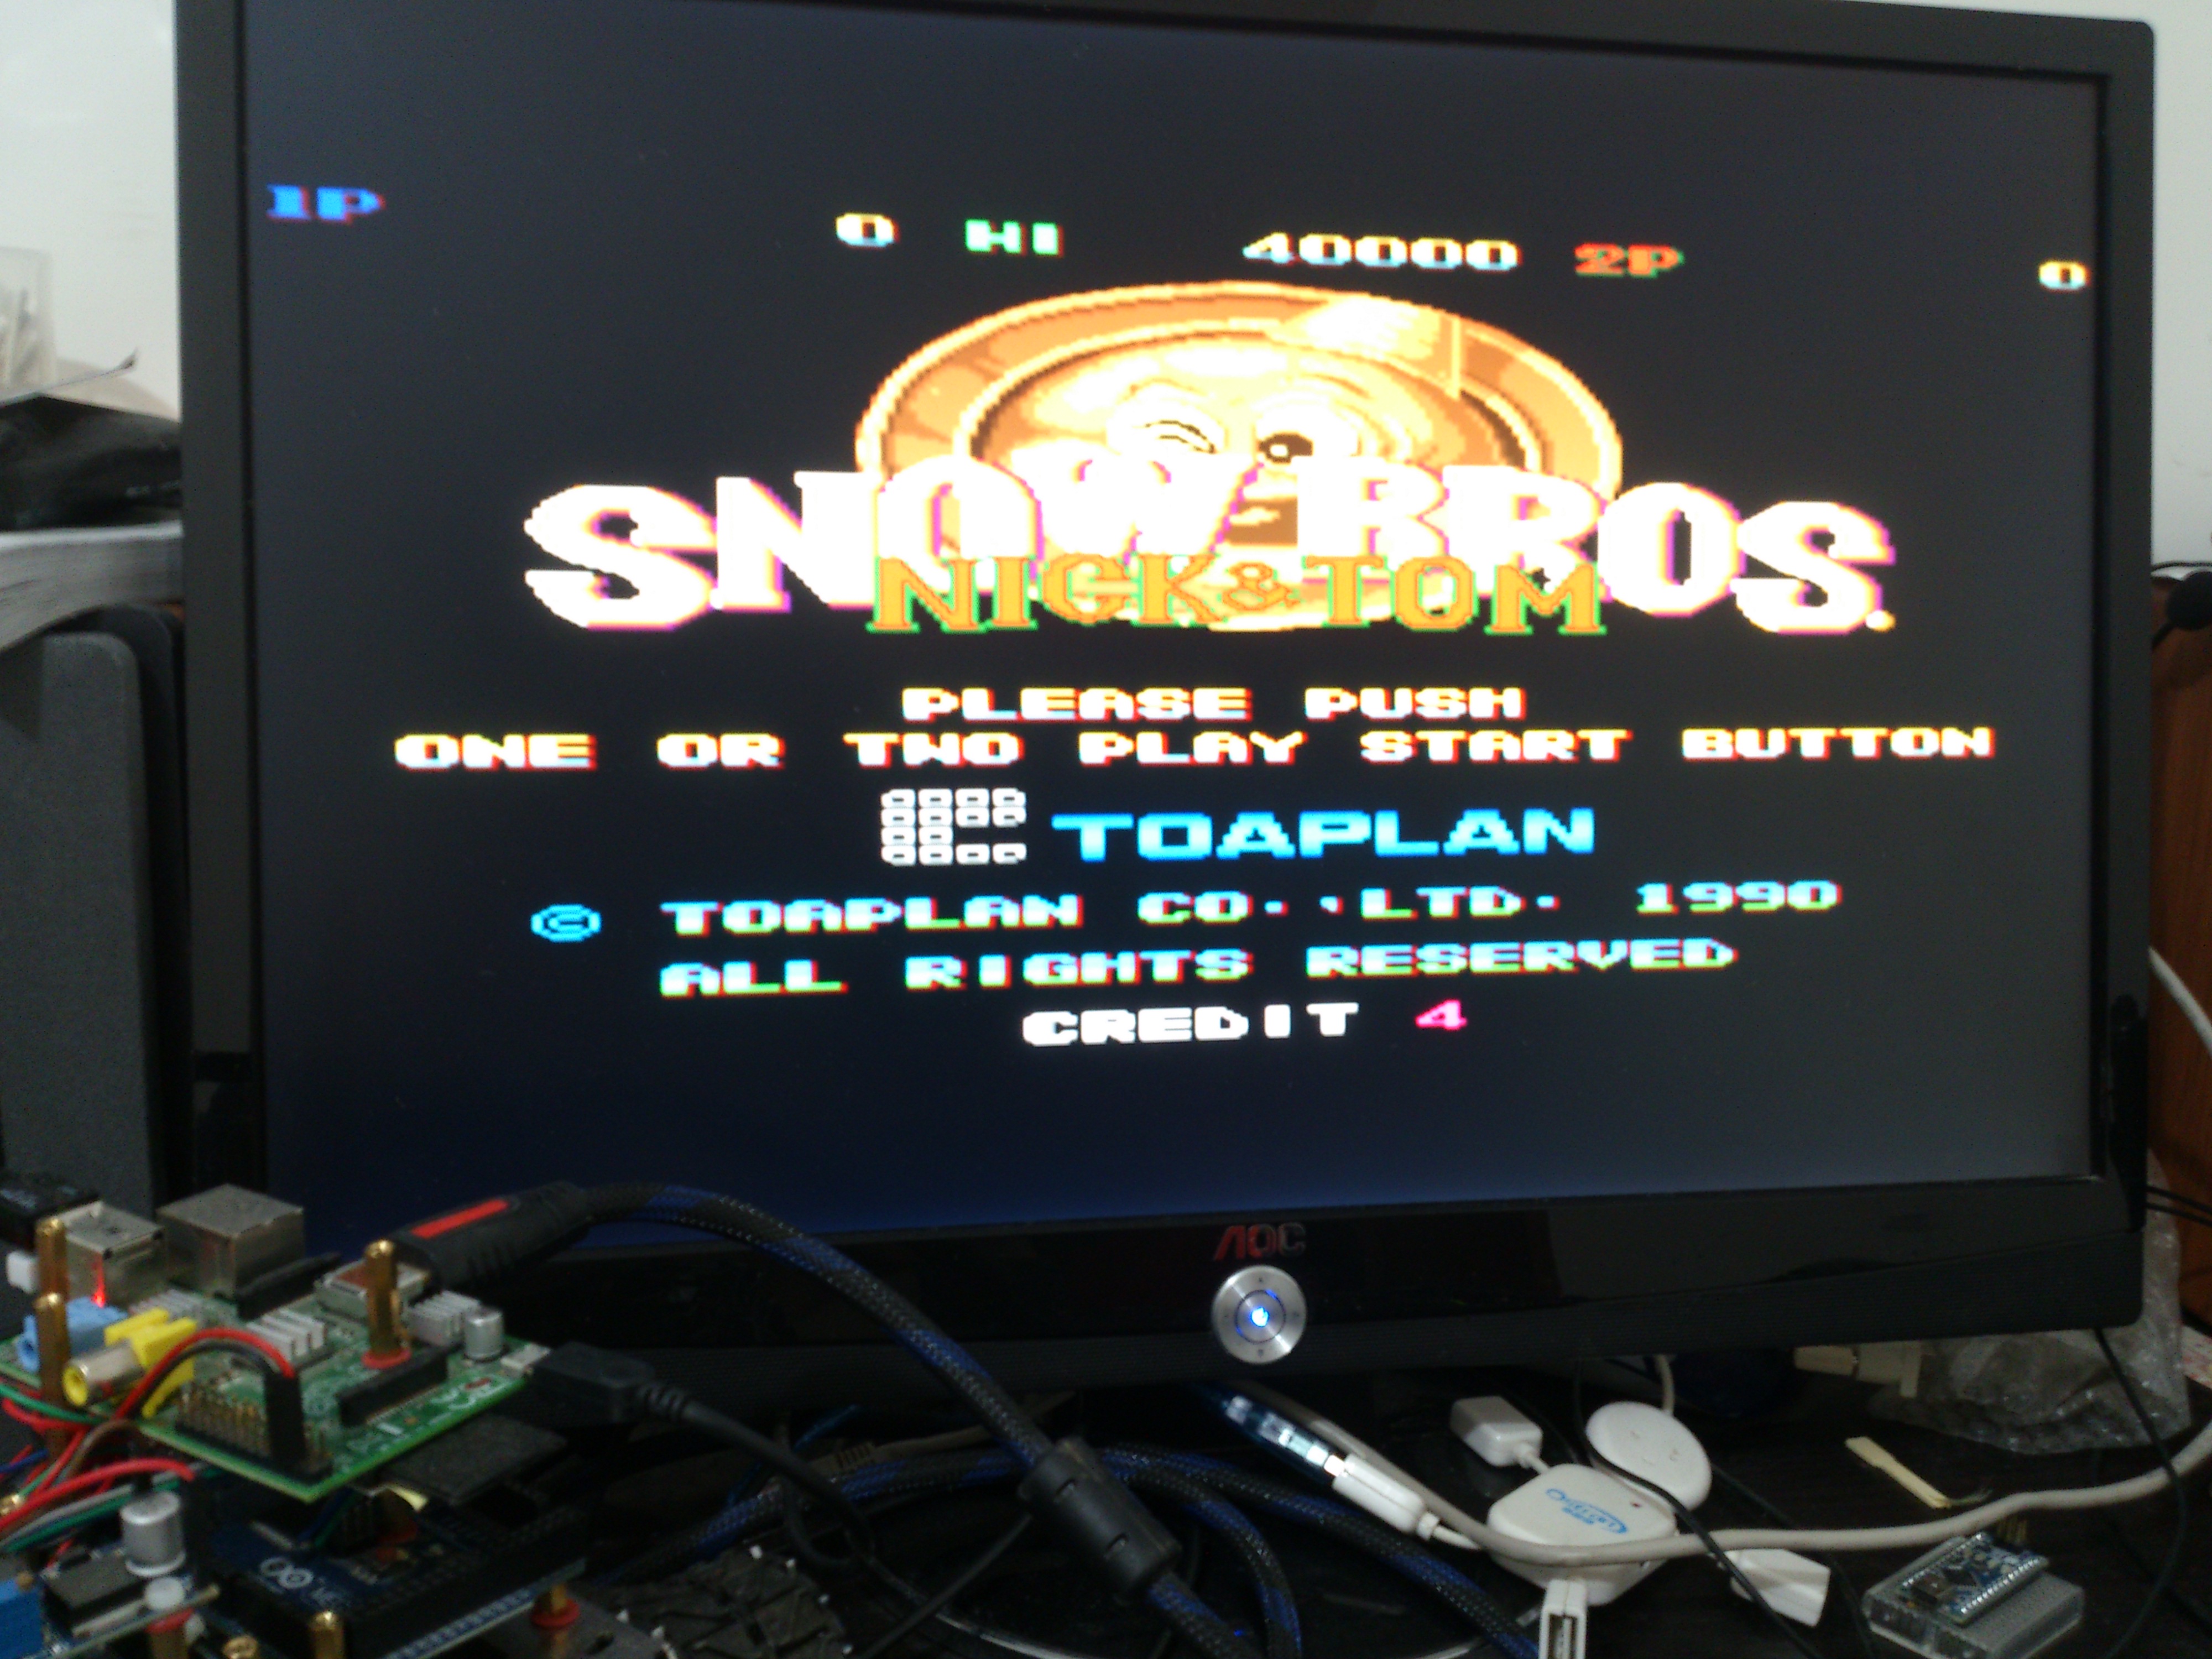 1P 0 HI 40000 2P 0
SNOW BROS.
NICK & TOM
PLEASE PUSH
ONE OR TWO PLAY START BUTTON
TOAPLAN
© TOAPLAN CO.,LTD. 1990
ALL RIGHTS RESERVED
CREDIT 4
AOC